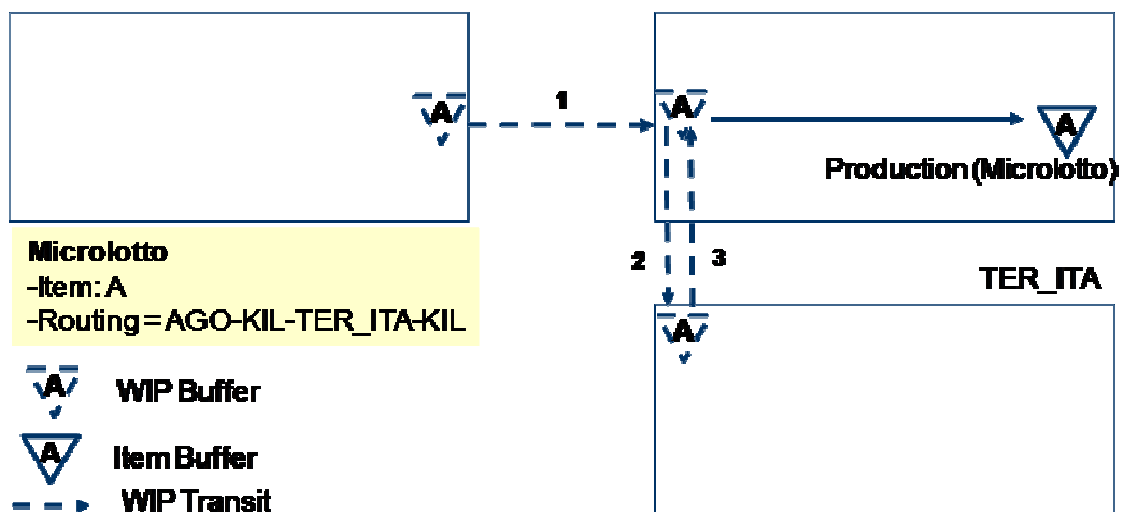 A
1
A
A
Production (Microlotto)
Microlotto
-Item: A
-Routing = AGO-KIL-TER_ITA-KIL
2
3
TER_ITA
A
A
WIP Buffer
A
Item Buffer
WIP Transit